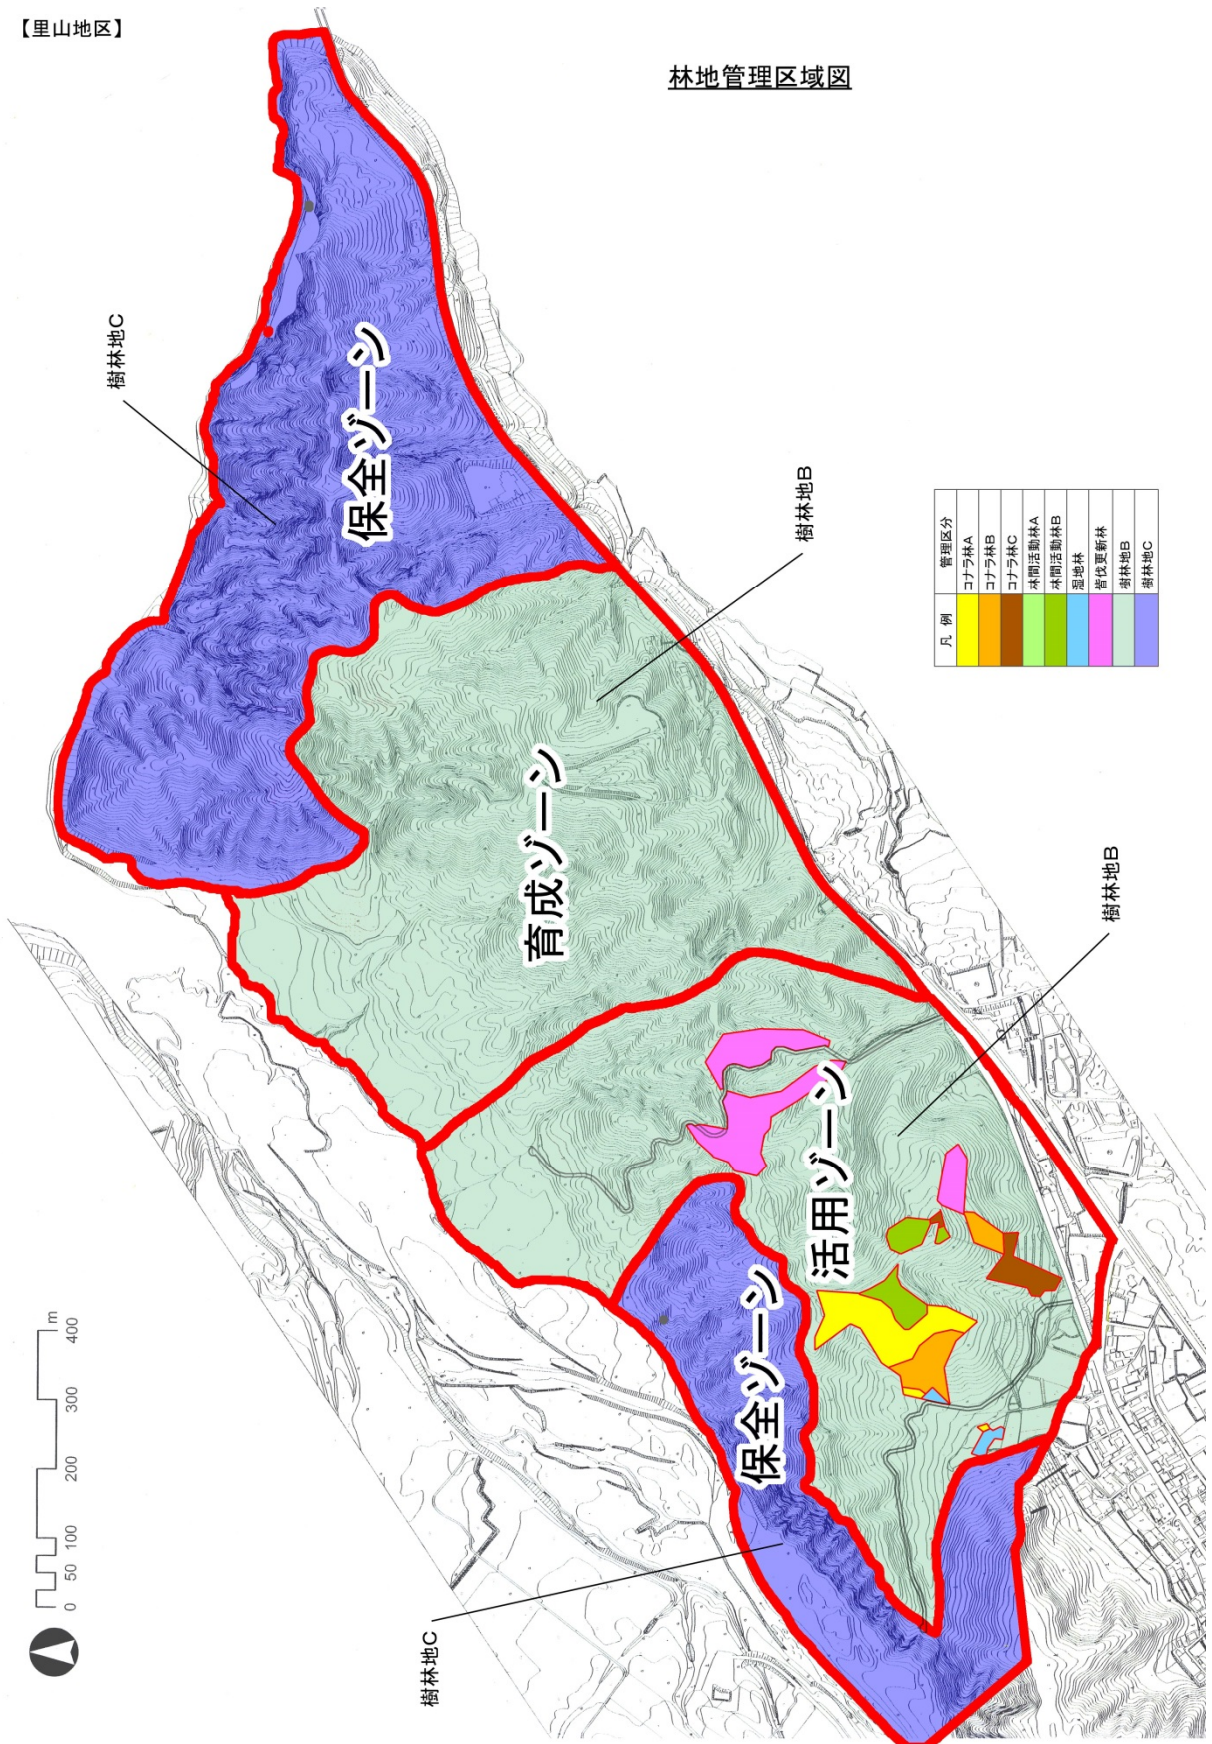 【里山地区】
林地管理区域図
樹林地C
保全ゾーン
樹林地B
育成ゾーン
樹林地B
活用ゾーン
保全ゾーン
樹林地C
凡 例
管理区分
コナラ林A
コナラ林B
コナラ林C
林間活動林A
林間活動林B
湿地林
皆伐更新林
樹林地B
樹林地C
0 50 100 200 300 400 m